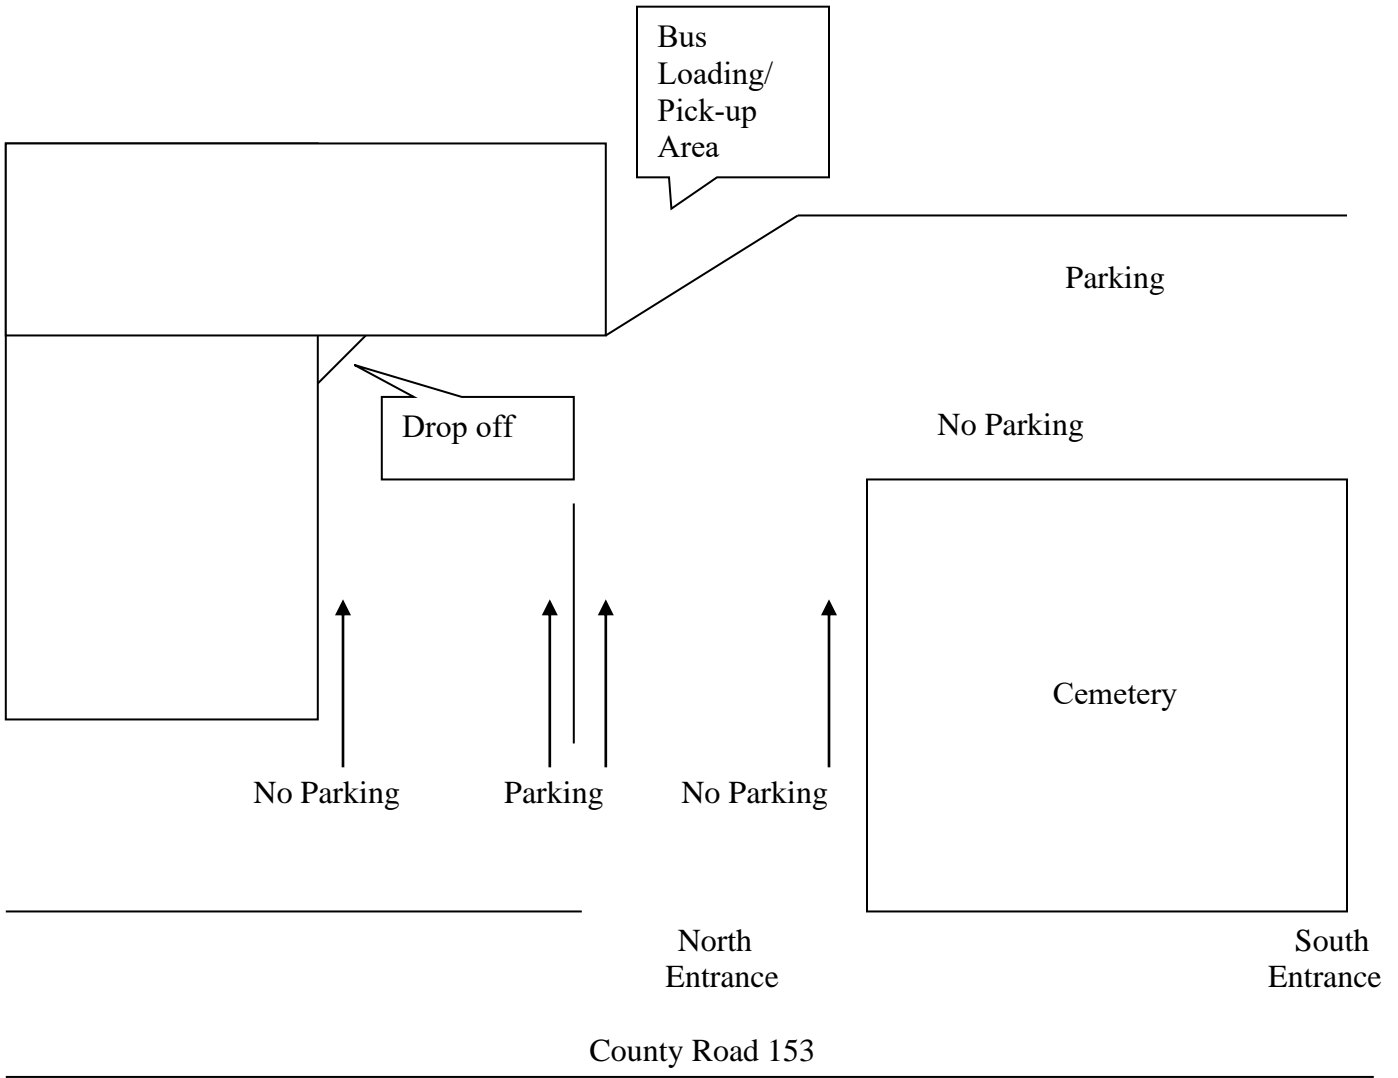 Bus
Loading/
Pick-up
Area
Parking
No Parking
Drop off
Cemetery
No Parking
Parking
No Parking
North
Entrance
South
Entrance
County Road 153